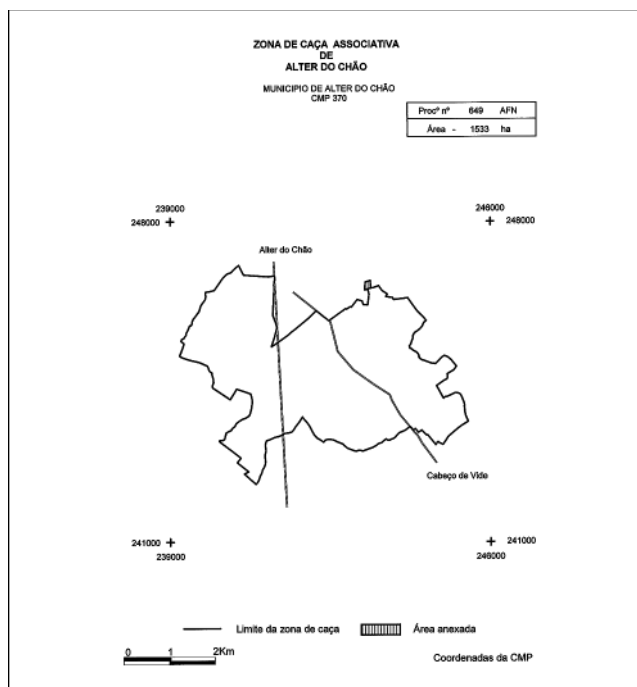 ZONA DE CAÇA ASSOCIATIVA
DE
ALTER DO CHÃO
MUNICIPIO DE ALTER DO CHÃO
CMP 370
Procº nº 649 AFN
Área - 1533 ha
239000
248000
246000
248000
Alter do Chão
Cabeço de Vide
241000
239000
241000
246000
Limite da zona de caça
Área anexada
0 1 2Km
Coordenadas da CMP